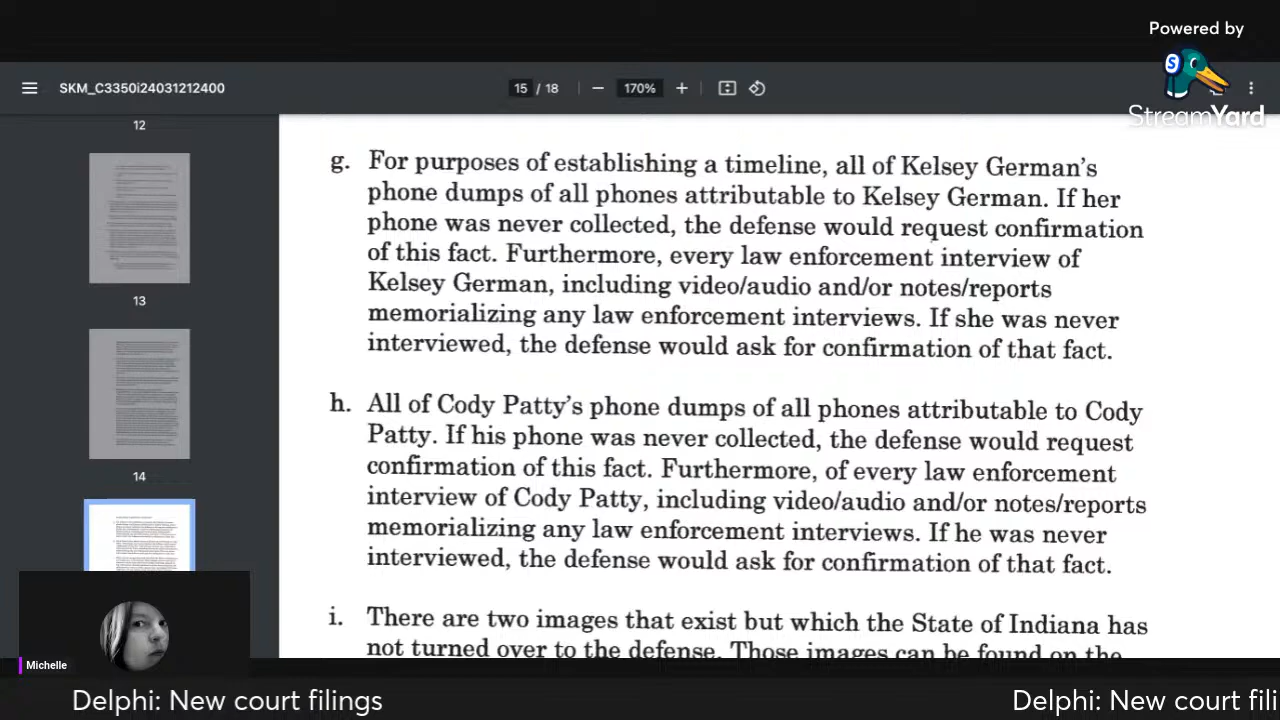 Powered by
StreamYard
SKM_C3350i24031212400
15 / 18
170%
12
13
14
g. For purposes of establishing a timeline, all of Kelsey German's
phone dumps of all phones attributable to Kelsey German. If her
phone was never collected, the defense would request confirmation
of this fact. Furthermore, every law enforcement interview of
Kelsey German, including video/audio and/or notes/reports
memorializing any law enforcement interviews. If she was never
interviewed, the defense would ask for confirmation of that fact.
h. All of Cody Patty's phone dumps of all phones attributable to Cody
Patty. If his phone was never collected, the defense would request
confirmation of this fact. Furthermore, of every law enforcement
interview of Cody Patty, including video/audio and/or notes/reports
memorializing any law enforcement interviews. If he was never
interviewed, the defense would ask for confirmation of that fact.
i. There are two images that exist but which the State of Indiana has
not turned over to the defense. Those images can be found on the
Michelle
Delphi: New court filings
Delphi: New court fili